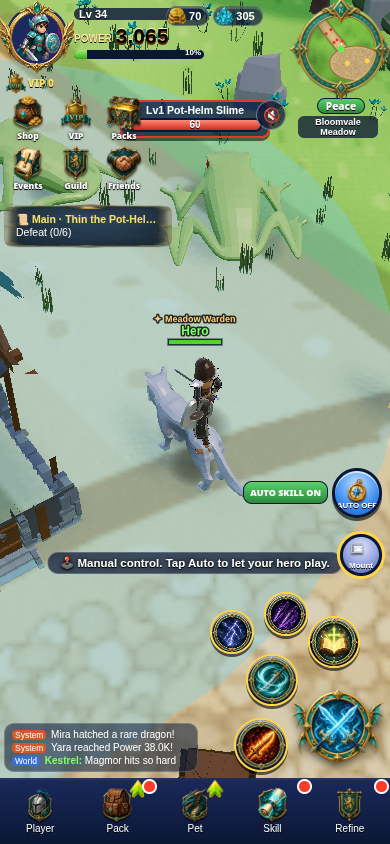 Lv 34
70
305
POWER 3,065
10%
VIP 0
Lv1 Pot-Helm Slime
60
Peace
Bloomvale
Meadow
Shop
VIP
VIP
Packs
Events
Guild
Friends
Main · Thin the Pot-Hel...
Defeat (0/6)
Meadow Warden
Hero
AUTO SKILL ON
AUTO OFF
Manual control. Tap Auto to let your hero play.
Mount
System Mira hatched a rare dragon!
System Yara reached Power 38.0K!
World Kestrel: Magmor hits so hard
Player
Pack
Pet
Skill
Refine